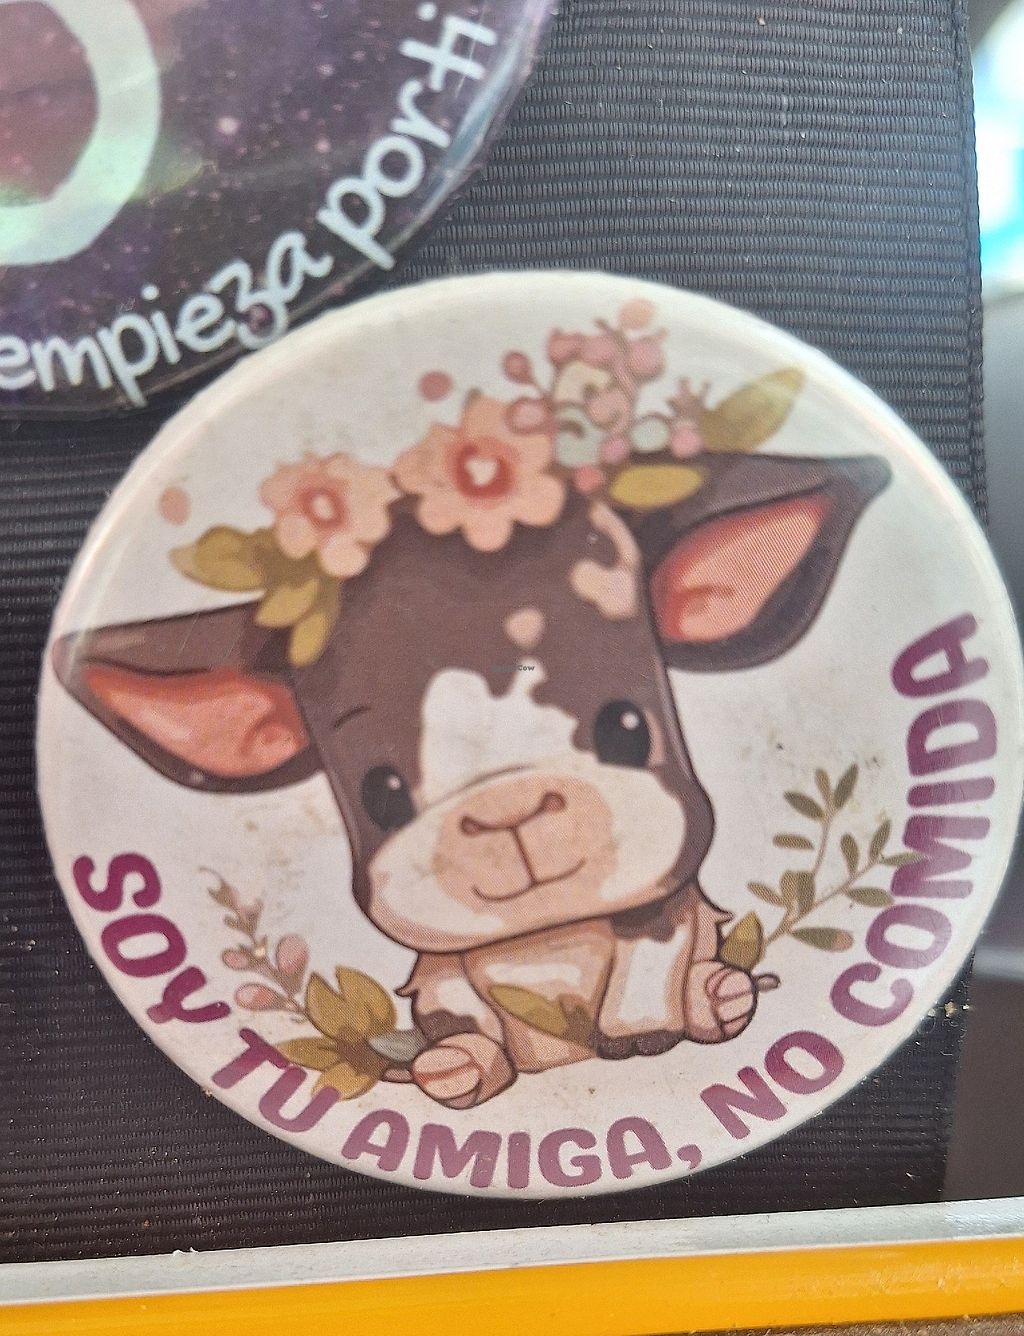 empieza por ti
SOY TU AMIGA, NO COMIDA